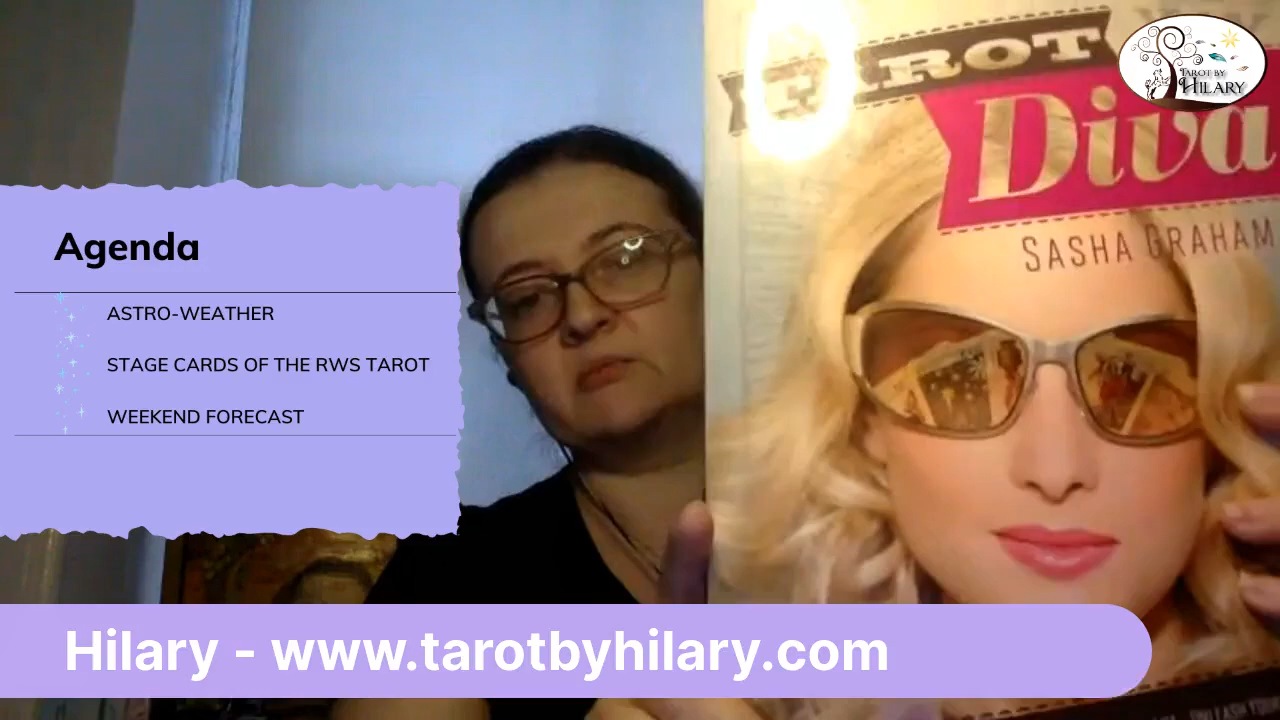 TAROT
Diva
SASHA GRAHAM
TAROT BY
HILARY
Agenda
ASTRO-WEATHER
STAGE CARDS OF THE RWS TAROT
WEEKEND FORECAST
Hilary - www.tarotbyhilary.com